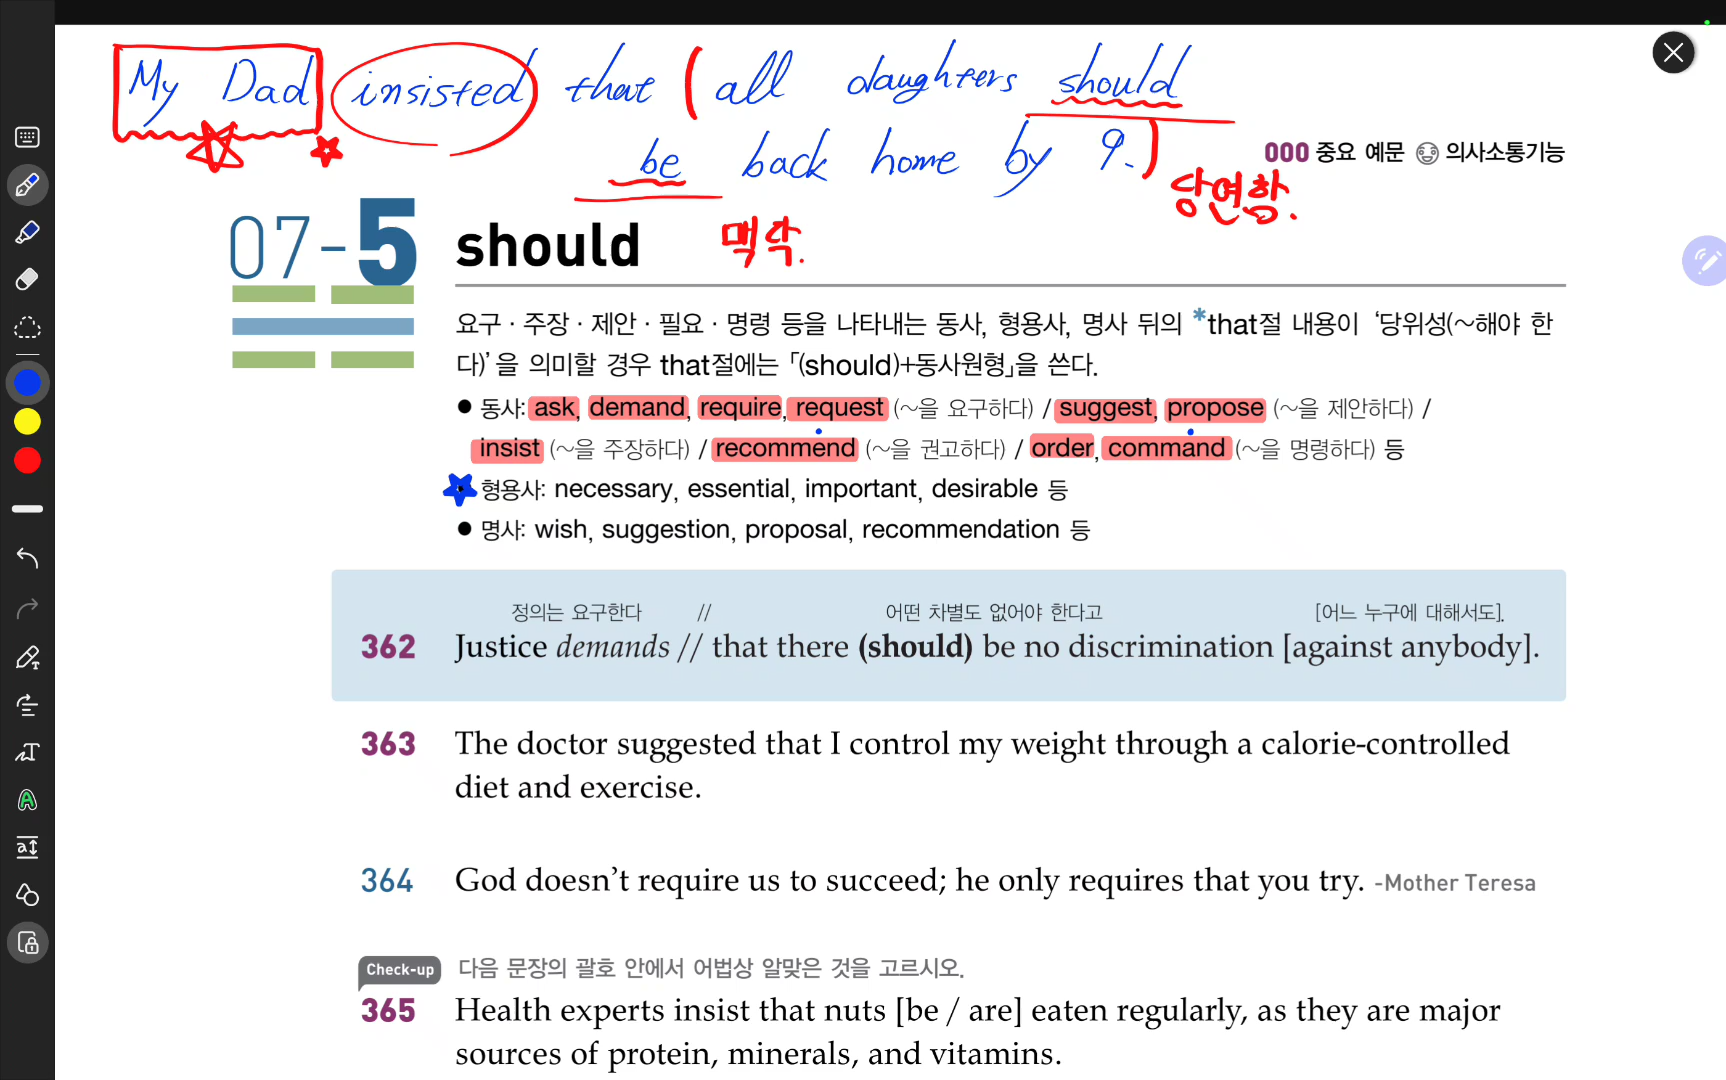 My Dad insisted that (all daughters should
be back home by 9.)
000 중요 예문 의사소통기능
당연함.
07-5 should 맥락.
요구 · 주장 · 제안 · 필요 · 명령 등을 나타내는 동사, 형용사, 명사 뒤의 *that절 내용이 ‘당위성(~해야 한
다)’을 의미할 경우 that절에는 「(should)+동사원형」을 쓴다.
● 동사: ask, demand, require, request (~을 요구하다) / suggest, propose (~을 제안하다) /
insist (~을 주장하다) / recommend (~을 권고하다) / order, command (~을 명령하다) 등
형용사: necessary, essential, important, desirable 등
● 명사: wish, suggestion, proposal, recommendation 등
정의는 요구한다 // 어떤 차별도 없어야 한다고 [어느 누구에 대해서도].
362 Justice demands // that there (should) be no discrimination [against anybody].
363 The doctor suggested that I control my weight through a calorie-controlled
diet and exercise.
364 God doesn’t require us to succeed; he only requires that you try. -Mother Teresa
Check-up 다음 문장의 괄호 안에서 어법상 알맞은 것을 고르시오.
365 Health experts insist that nuts [be / are] eaten regularly, as they are major
sources of protein, minerals, and vitamins.